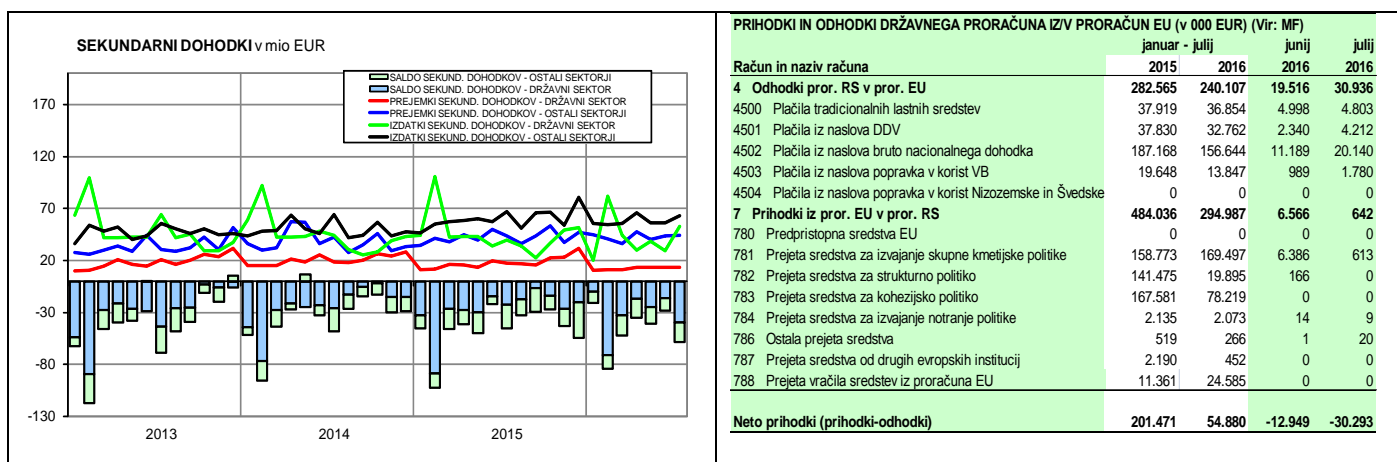 SEKUNDARNI DOHODKI v mio EUR
SALDO SEKUND. DOHODKOV - OSTALI SEKTORJI
SALDO SEKUND. DOHODKOV - DRŽAVNI SEKTOR
PREJEMKI SEKUND. DOHODKOV - DRŽAVNI SEKTOR
PREJEMKI SEKUND. DOHODKOV - OSTALI SEKTORJI
IZDATKI SEKUND. DOHODKOV - DRŽAVNI SEKTOR
IZDATKI SEKUND. DOHODKOV - OSTALI SEKTORJI
170
120
70
20
-30
-80
-130
2013 2014 2015
PRIHODKI IN ODHODKI DRŽAVNEGA PRORAČUNA IZ/V PRORAČUN EU (v 000 EUR) (Vir: MF)
januar - julij junij julij
Račun in naziv računa 2015 2016 2016 2016
4 Odhodki pror. RS v pror. EU 282.565 240.107 19.516 30.936
4500 Plačila tradicionalnih lastnih sredstev 37.919 36.854 4.998 4.803
4501 Plačila iz naslova DDV 37.830 32.762 2.340 4.212
4502 Plačila iz naslova bruto nacionalnega dohodka 187.168 156.644 11.189 20.140
4503 Plačila iz naslova popravka v korist VB 19.648 13.847 989 1.780
4504 Plačila iz naslova popravka v korist Nizozemske in Švedske 0 0 0 0
7 Prihodki iz pror. EU v pror. RS 484.036 294.987 6.566 642
780 Predpristopna sredstva EU 0 0 0 0
781 Prejeta sredstva za izvajanje skupne kmetijske politike 158.773 169.497 6.386 613
782 Prejeta sredstva za strukturno politiko 141.475 19.895 166 0
783 Prejeta sredstva za kohezijsko politiko 167.581 78.219 0 0
784 Prejeta sredstva za izvajanje notranje politike 2.135 2.073 14 9
786 Ostala prejeta sredstva 519 266 1 20
787 Prejeta sredstva od drugih evropskih institucij 2.190 452 0 0
788 Prejeta vračila sredstev iz proračuna EU 11.361 24.585 0 0
Neto prihodki (prihodki-odhodki) 201.471 54.880 -12.949 -30.293